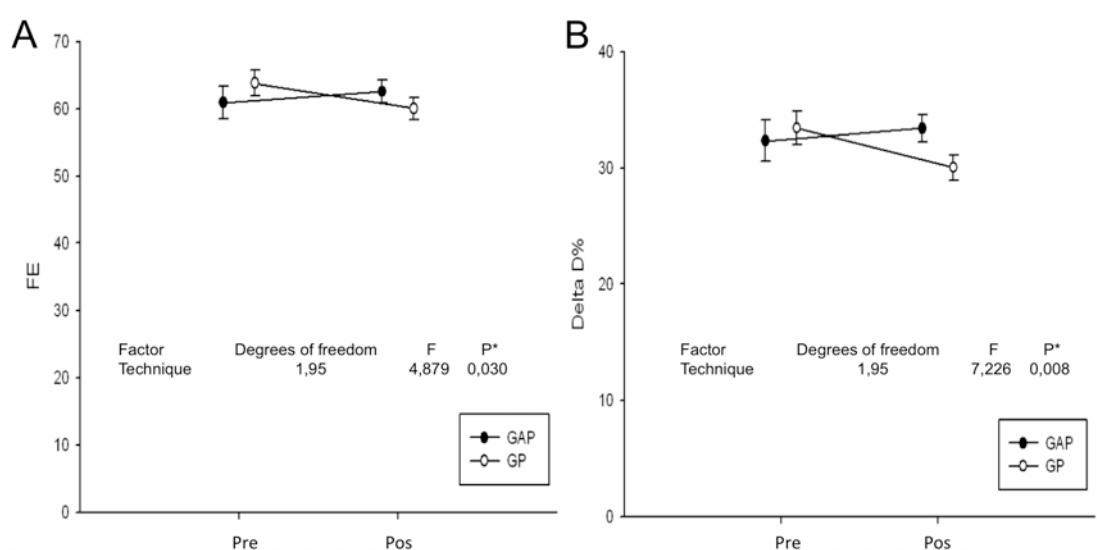 A
70
60
50
40
30
20
10
0
FE
Factor Degrees of freedom F P*
Technique 1,95 4,879 0,030
GAP
GP
Pre Pos
B
40
30
20
10
0
Delta D%
Factor Degrees of freedom F P*
Technique 1,95 7,226 0,008
GAP
GP
Pre Pos